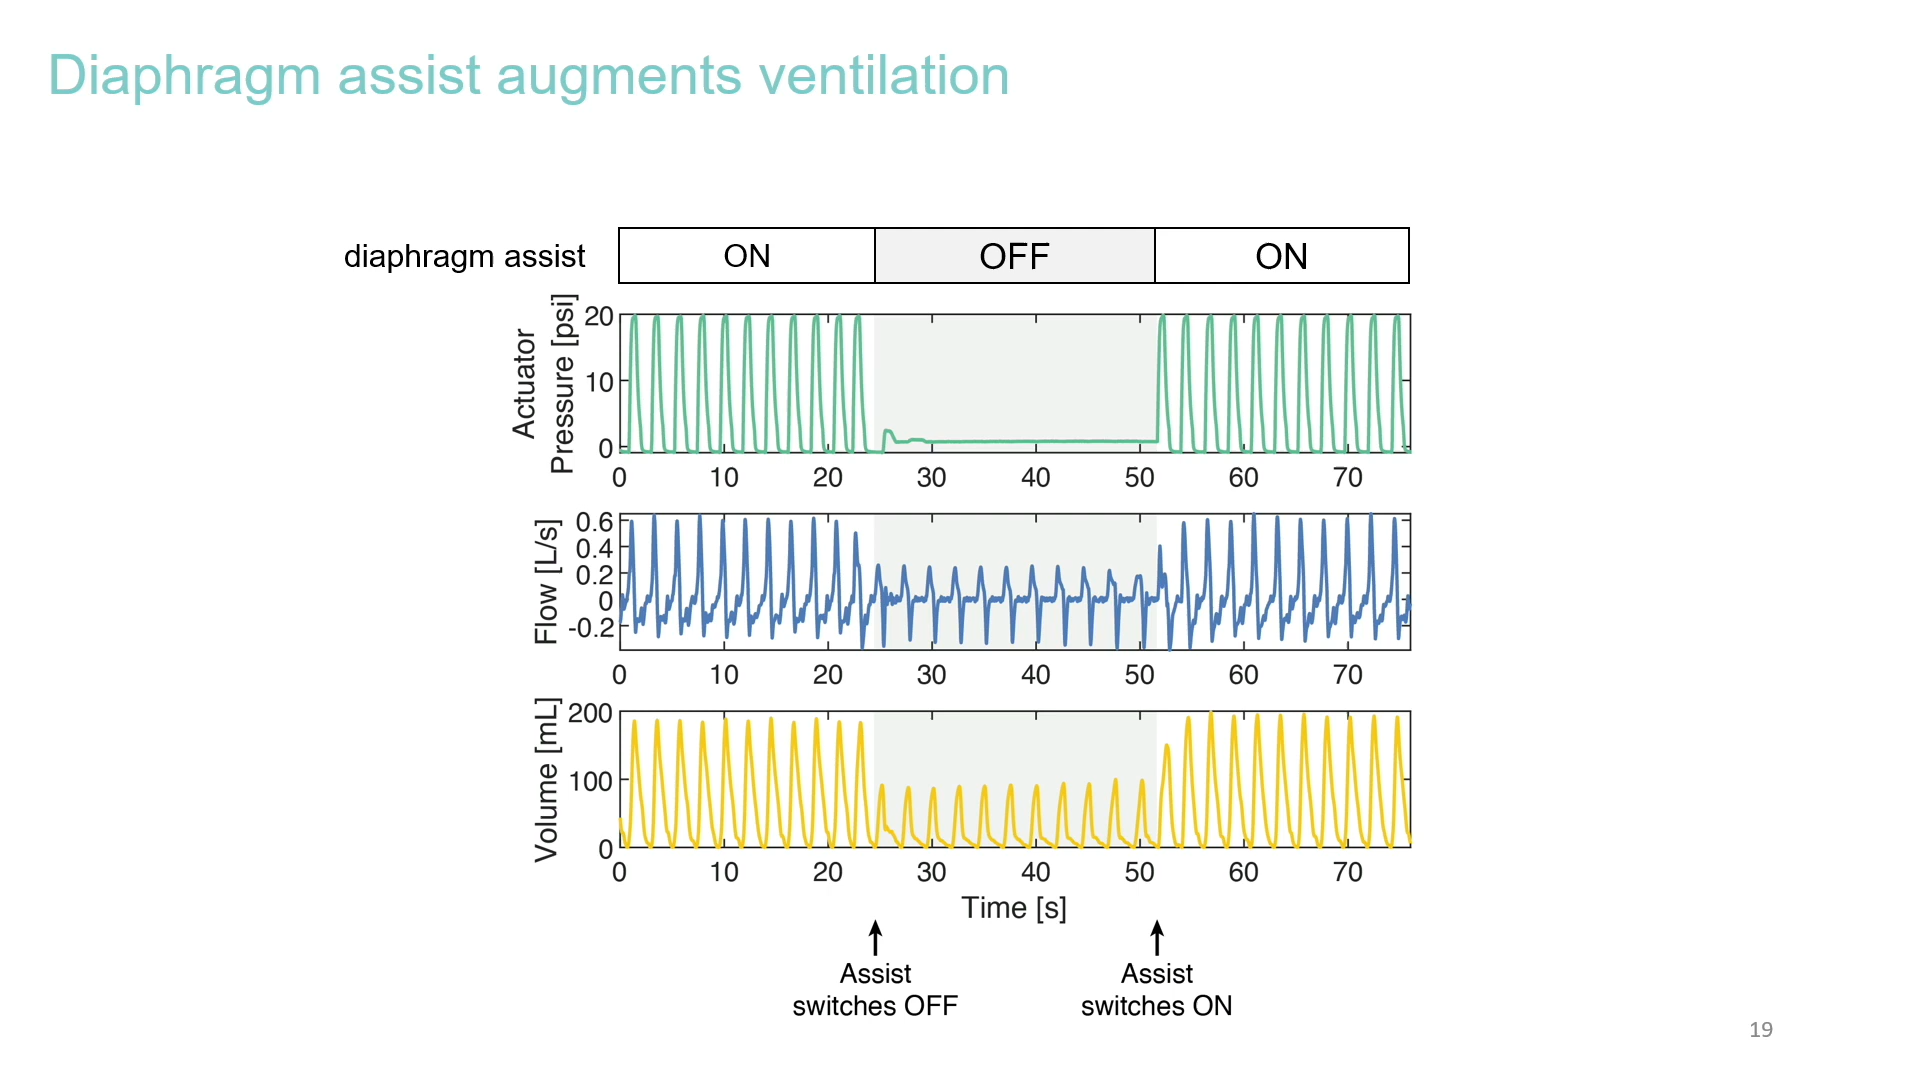 Diaphragm assist augments ventilation
diaphragm assist
ON
OFF
ON
Actuator
Pressure [psi]
20
10
0
0 10 20 30 40 50 60 70
Flow [L/s]
0.6
0.4
0.2
0
-0.2
0 10 20 30 40 50 60 70
Volume [mL]
200
100
0
0 10 20 30 40 50 60 70
Time [s]
Assist
switches OFF
Assist
switches ON
19